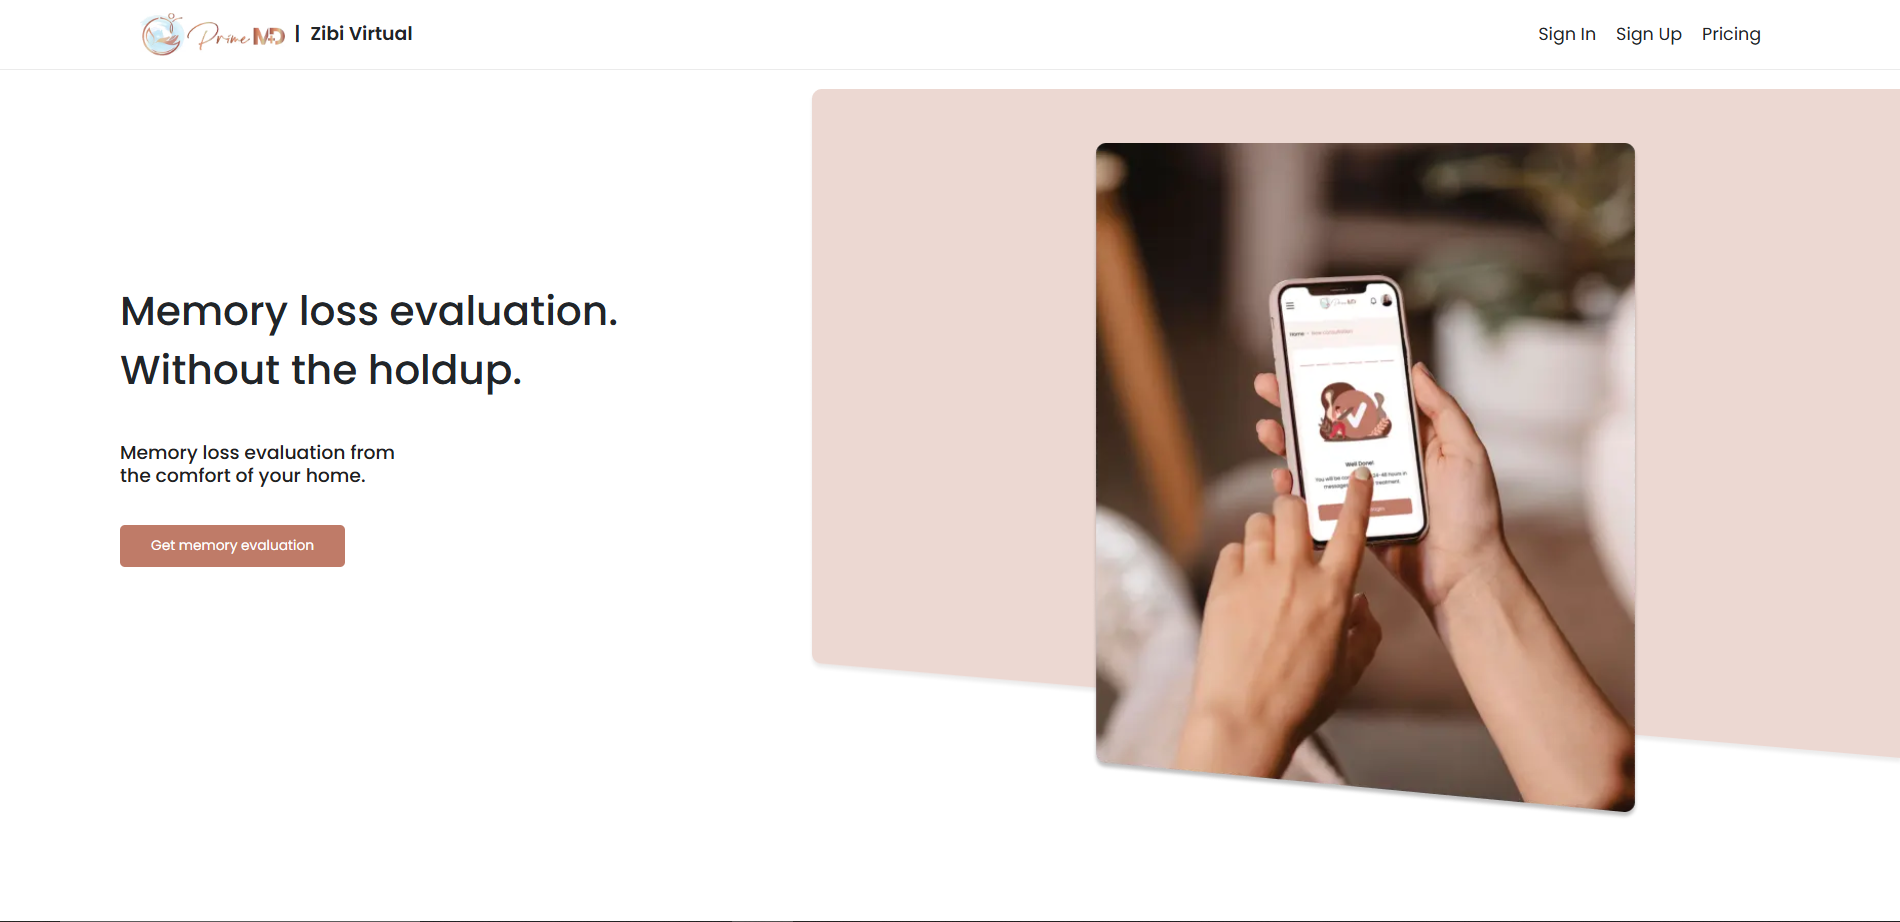 Prime MD | Zibi Virtual
Sign In Sign Up Pricing
Memory loss evaluation.
Without the holdup.
Memory loss evaluation from
the comfort of your home.
Get memory evaluation
Home
Well Done!
You will be 24-48 hours in
treatment